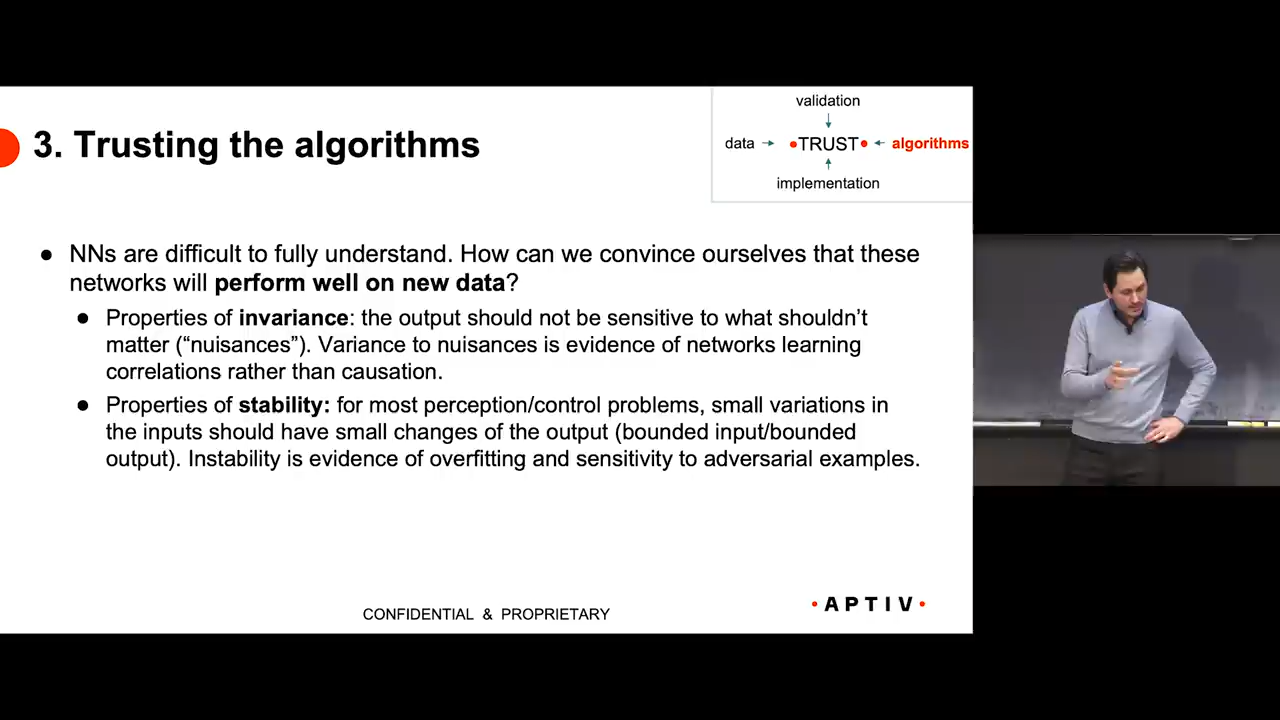 validation
3. Trusting the algorithms
data → •TRUST• ← algorithms
implementation
● NNs are difficult to fully understand. How can we convince ourselves that these
networks will perform well on new data?
● Properties of invariance: the output should not be sensitive to what shouldn't
matter (“nuisances”). Variance to nuisances is evidence of networks learning
correlations rather than causation.
● Properties of stability: for most perception/control problems, small variations in
the inputs should have small changes of the output (bounded input/bounded
output). Instability is evidence of overfitting and sensitivity to adversarial examples.
• A P T I V •
CONFIDENTIAL & PROPRIETARY